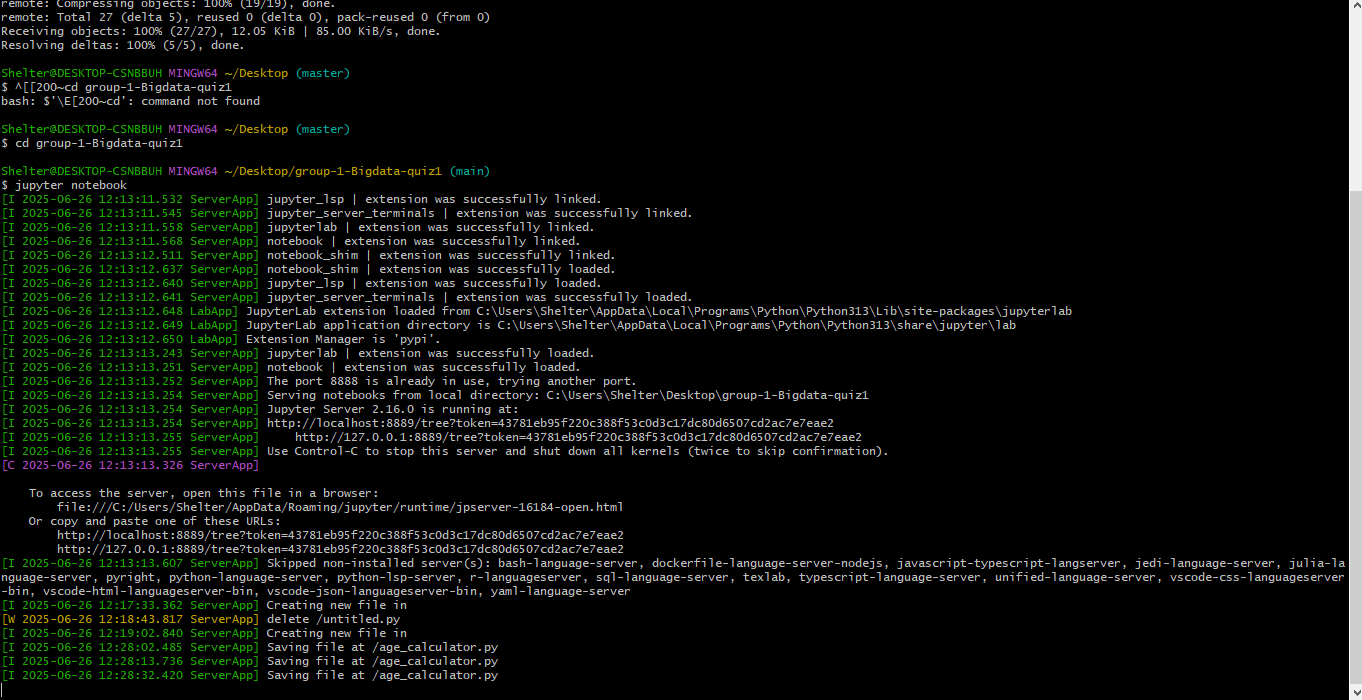 remote: Compressing objects: 100% (19/19), done.
remote: Total 27 (delta 5), reused 0 (delta 0), pack-reused 0 (from 0)
Receiving objects: 100% (27/27), 12.05 KiB | 85.00 KiB/s, done.
Resolving deltas: 100% (5/5), done.
Shelter@DESKTOP-CSNBBUH MINGW64 ~/Desktop (master)
$ ^[[200~cd group-1-Bigdata-quiz1
bash: $'\E[200~cd': command not found
Shelter@DESKTOP-CSNBBUH MINGW64 ~/Desktop (master)
$ cd group-1-Bigdata-quiz1
Shelter@DESKTOP-CSNBBUH MINGW64 ~/Desktop/group-1-Bigdata-quiz1 (main)
$ jupyter notebook
[I 2025-06-26 12:13:11.532 ServerApp] jupyter_lsp | extension was successfully linked.
[I 2025-06-26 12:13:11.545 ServerApp] jupyter_server_terminals | extension was successfully linked.
[I 2025-06-26 12:13:11.558 ServerApp] jupyterlab | extension was successfully linked.
[I 2025-06-26 12:13:11.568 ServerApp] notebook | extension was successfully linked.
[I 2025-06-26 12:13:12.511 ServerApp] notebook_shim | extension was successfully linked.
[I 2025-06-26 12:13:12.637 ServerApp] notebook_shim | extension was successfully loaded.
[I 2025-06-26 12:13:12.640 ServerApp] jupyter_lsp | extension was successfully loaded.
[I 2025-06-26 12:13:12.641 ServerApp] jupyter_server_terminals | extension was successfully loaded.
[I 2025-06-26 12:13:12.648 LabApp] JupyterLab extension loaded from C:\Users\Shelter\AppData\Local\Programs\Python\Python313\Lib\site-packages\jupyterlab
[I 2025-06-26 12:13:12.649 LabApp] JupyterLab application directory is C:\Users\Shelter\AppData\Local\Programs\Python\Python313\share\jupyter\lab
[I 2025-06-26 12:13:12.650 LabApp] Extension Manager is 'pypi'.
[I 2025-06-26 12:13:13.243 ServerApp] jupyterlab | extension was successfully loaded.
[I 2025-06-26 12:13:13.251 ServerApp] notebook | extension was successfully loaded.
[I 2025-06-26 12:13:13.252 ServerApp] The port 8888 is already in use, trying another port.
[I 2025-06-26 12:13:13.254 ServerApp] Serving notebooks from local directory: C:\Users\Shelter\Desktop\group-1-Bigdata-quiz1
[I 2025-06-26 12:13:13.254 ServerApp] Jupyter Server 2.16.0 is running at:
[I 2025-06-26 12:13:13.254 ServerApp] http://localhost:8889/tree?token=43781eb95f220c388f53c0d3c17dc80d6507cd2ac7e7eae2
[I 2025-06-26 12:13:13.255 ServerApp]     http://127.0.0.1:8889/tree?token=43781eb95f220c388f53c0d3c17dc80d6507cd2ac7e7eae2
[I 2025-06-26 12:13:13.255 ServerApp] Use Control-C to stop this server and shut down all kernels (twice to skip confirmation).
[C 2025-06-26 12:13:13.326 ServerApp]
To access the server, open this file in a browser:
file:///C:/Users/Shelter/AppData/Roaming/jupyter/runtime/jpserver-16184-open.html
Or copy and paste one of these URLs:
http://localhost:8889/tree?token=43781eb95f220c388f53c0d3c17dc80d6507cd2ac7e7eae2
http://127.0.0.1:8889/tree?token=43781eb95f220c388f53c0d3c17dc80d6507cd2ac7e7eae2
[I 2025-06-26 12:13:13.607 ServerApp] Skipped non-installed server(s): bash-language-server, dockerfile-language-server-nodejs, javascript-typescript-langserver, jedi-language-server, julia-la
nguage-server, pyright, python-language-server, python-lsp-server, r-languageserver, sql-language-server, texlab, typescript-language-server, unified-language-server, vscode-css-languageserver
-bin, vscode-html-languageserver-bin, vscode-json-languageserver-bin, yaml-language-server
[I 2025-06-26 12:17:33.362 ServerApp] Creating new file in
[W 2025-06-26 12:18:43.817 ServerApp] delete /untitled.py
[I 2025-06-26 12:19:02.840 ServerApp] Creating new file in
[I 2025-06-26 12:28:02.485 ServerApp] Saving file at /age_calculator.py
[I 2025-06-26 12:28:13.736 ServerApp] Saving file at /age_calculator.py
[I 2025-06-26 12:28:32.420 ServerApp] Saving file at /age_calculator.py